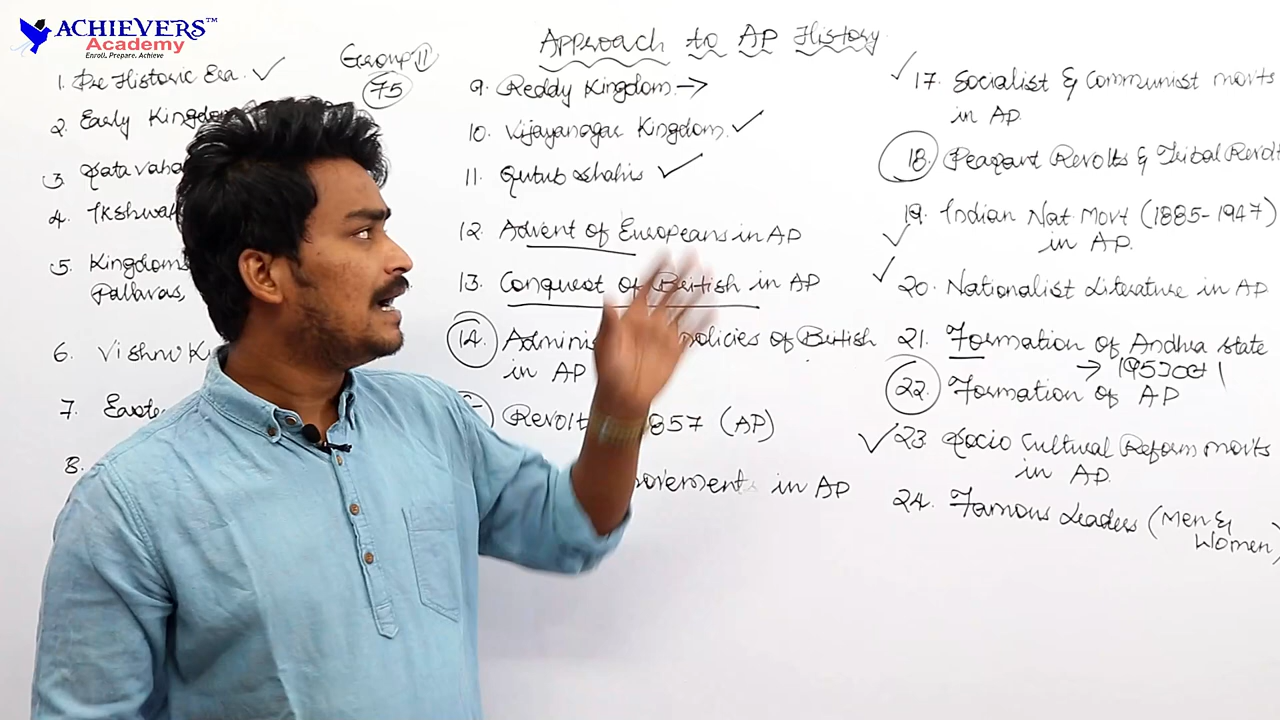 ACHIEVERS™
Academy
Enroll. Prepare. Achieve
Approach to AP History
Group II
75
1. Pre Historic Era
2. Early Kingdom
3.
4. Ikshwa
5. Kingdoms
Pallavas,
6. Vishnu Ku
7. Easte
8.
9. Reddy Kingdom →
10. Vijayanagar Kingdom
11. Qutub Shahis
12. Advent of Europeans in AP
13. Conquest of British in AP
14. Adminis policies of British
in AP
Revolt 1857 (AP)
movements in AP
17. Socialist & Communist movts
in AP
18. Peasant Revolts & Tribal Revolt
19. Indian Nat Movt (1885-1947)
in AP.
20. Nationalist Literature in AP
21. Formation of Andhra State
→ 1953 Oct 1
22. Formation of AP
23 Socio Cultural Reform movts
in AP.
24. Famous Leaders (Men &
Women)